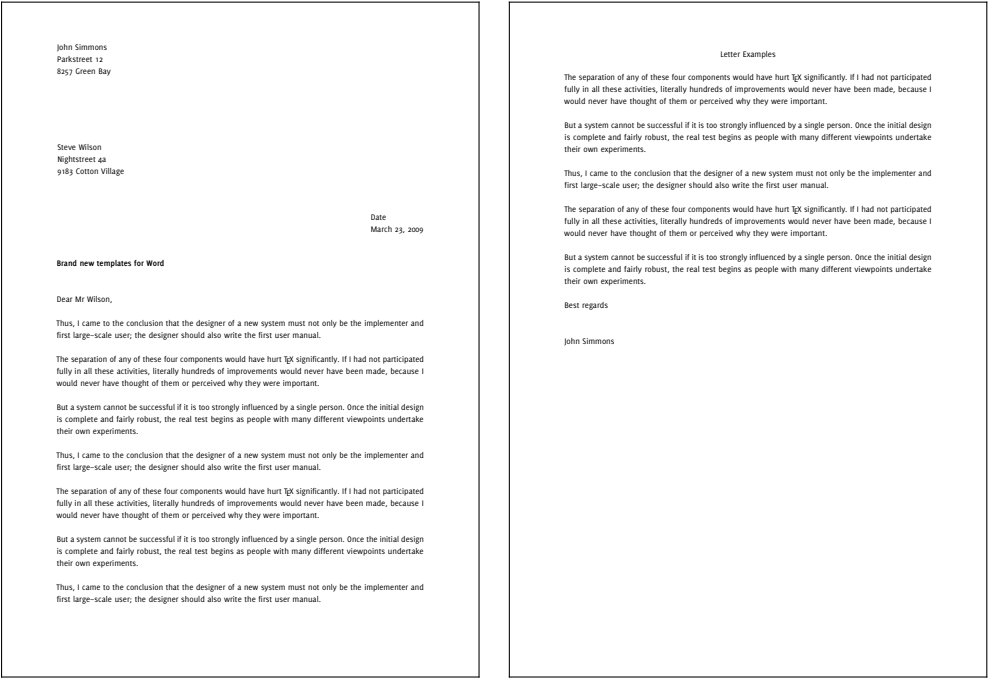 John Simmons
Parkstreet 12
8257 Green Bay
Steve Wilson
Nightstreet 4a
9183 Cotton Village
Date
March 23, 2009
Brand new templates for Word
Dear Mr Wilson,
Thus, I came to the conclusion that the designer of a new system must not only be the implementer and
first large-scale user; the designer should also write the first user manual.
The separation of any of these four components would have hurt TEX significantly. If I had not participated
fully in all these activities, literally hundreds of improvements would never have been made, because I
would never have thought of them or perceived why they were important.
But a system cannot be successful if it is too strongly influenced by a single person. Once the initial design
is complete and fairly robust, the real test begins as people with many different viewpoints undertake
their own experiments.
Thus, I came to the conclusion that the designer of a new system must not only be the implementer and
first large-scale user; the designer should also write the first user manual.
The separation of any of these four components would have hurt TEX significantly. If I had not participated
fully in all these activities, literally hundreds of improvements would never have been made, because I
would never have thought of them or perceived why they were important.
But a system cannot be successful if it is too strongly influenced by a single person. Once the initial design
is complete and fairly robust, the real test begins as people with many different viewpoints undertake
their own experiments.
Thus, I came to the conclusion that the designer of a new system must not only be the implementer and
first large-scale user; the designer should also write the first user manual.
Letter Examples
The separation of any of these four components would have hurt TEX significantly. If I had not participated
fully in all these activities, literally hundreds of improvements would never have been made, because I
would never have thought of them or perceived why they were important.
But a system cannot be successful if it is too strongly influenced by a single person. Once the initial design
is complete and fairly robust, the real test begins as people with many different viewpoints undertake
their own experiments.
Thus, I came to the conclusion that the designer of a new system must not only be the implementer and
first large-scale user; the designer should also write the first user manual.
The separation of any of these four components would have hurt TEX significantly. If I had not participated
fully in all these activities, literally hundreds of improvements would never have been made, because I
would never have thought of them or perceived why they were important.
But a system cannot be successful if it is too strongly influenced by a single person. Once the initial design
is complete and fairly robust, the real test begins as people with many different viewpoints undertake
their own experiments.
Best regards
John Simmons